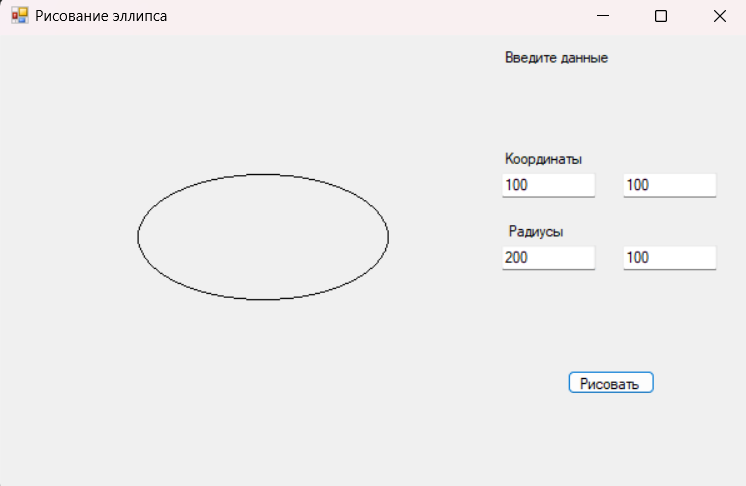 Рисование эллипса
Введите данные
Координаты
100 100
Радиусы
200 100
Рисовать